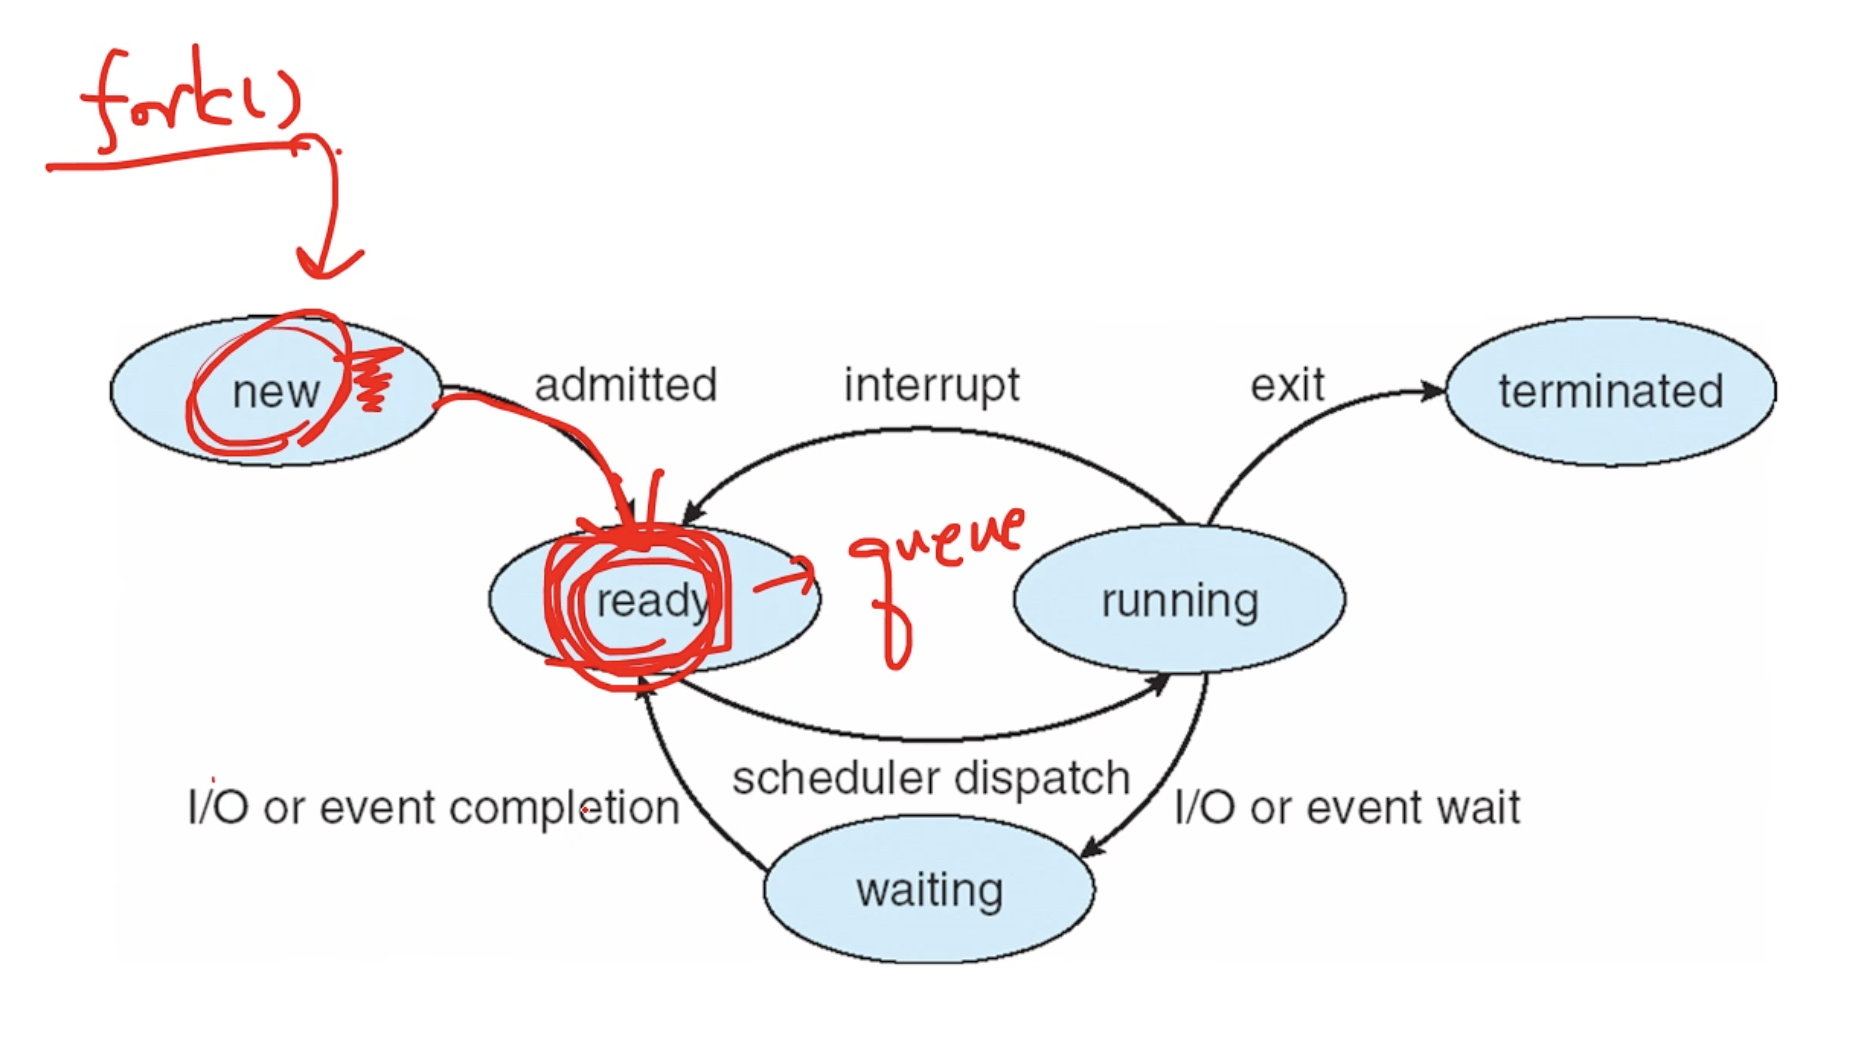 fork()
new
admitted
interrupt
exit
terminated
ready
queue
running
scheduler dispatch
I/O or event completion
I/O or event wait
waiting